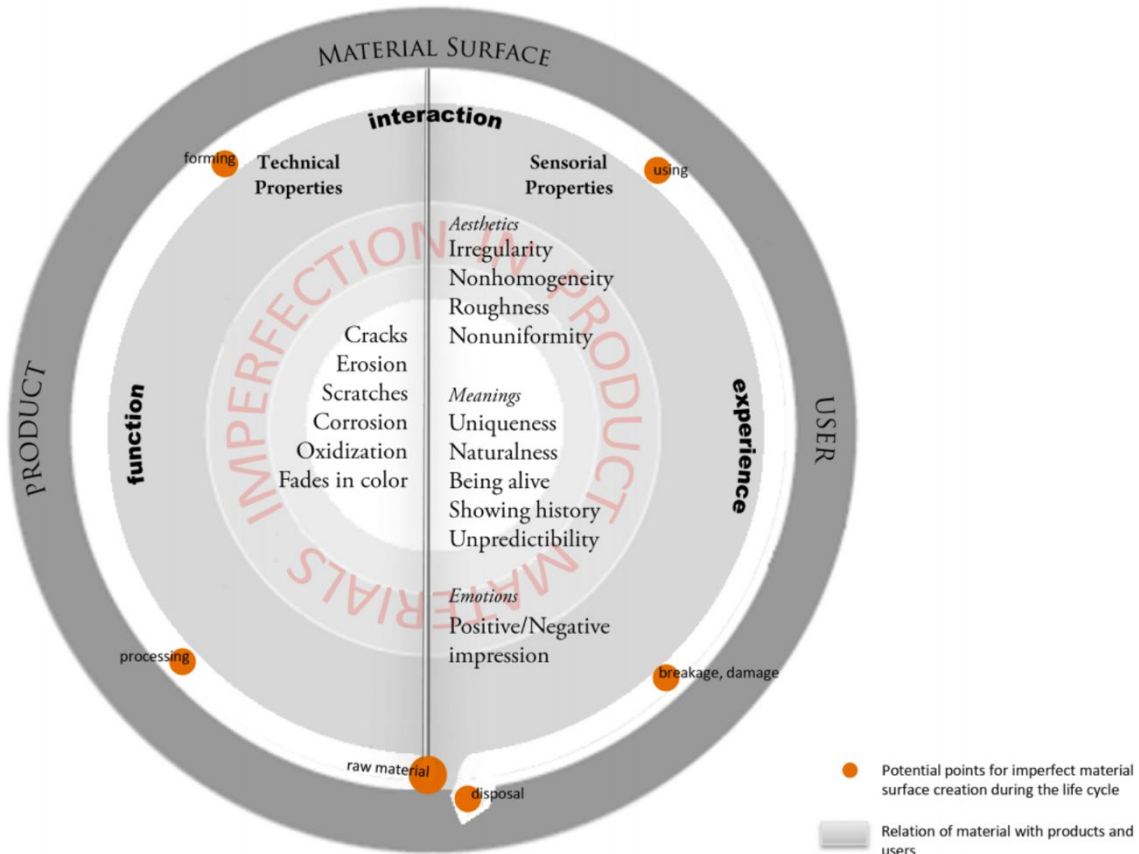 MATERIAL SURFACE
interaction
forming
Technical
Properties
Sensorial
Properties
using
Aesthetics
Irregularity
Nonhomogeneity
Roughness
Nonuniformity
Cracks
Erosion
Scratches
Corrosion
Oxidization
Fades in color
Meanings
Uniqueness
Naturalness
Being alive
Showing history
Unpredictibility
Emotions
Positive/Negative
impression
IMPERFECTION IN PRODUCT MATERIALS
PRODUCT
function
experience
USER
processing
breakage, damage
raw material
disposal
Potential points for imperfect material
surface creation during the life cycle
Relation of material with products and
users